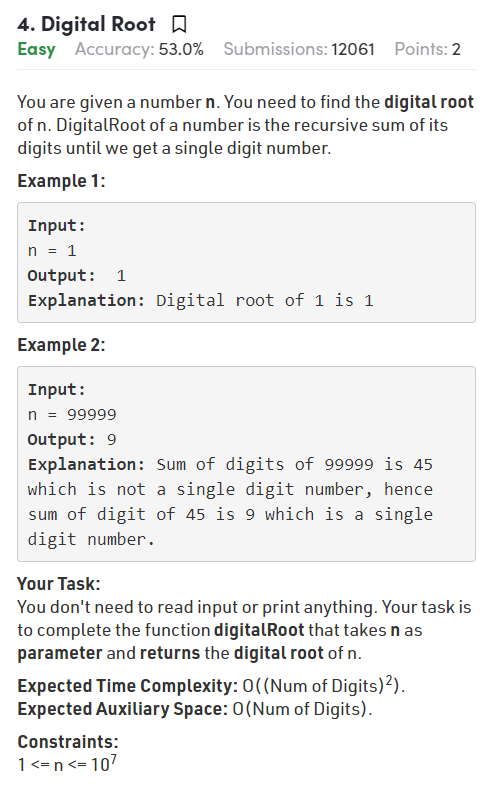 4. Digital Root
Easy Accuracy: 53.0% Submissions: 12061 Points: 2
You are given a number n. You need to find the digital root
of n. DigitalRoot of a number is the recursive sum of its
digits until we get a single digit number.
Example 1:
Input:
n = 1
Output:  1
Explanation: Digital root of 1 is 1
Example 2:
Input:
n = 99999
Output: 9
Explanation: Sum of digits of 99999 is 45
which is not a single digit number, hence
sum of digit of 45 is 9 which is a single
digit number.
Your Task:
You don't need to read input or print anything. Your task is
to complete the function digitalRoot that takes n as
parameter and returns the digital root of n.
Expected Time Complexity: O((Num of Digits)²).
Expected Auxiliary Space: O(Num of Digits).
Constraints:
1 <= n <= 10⁷